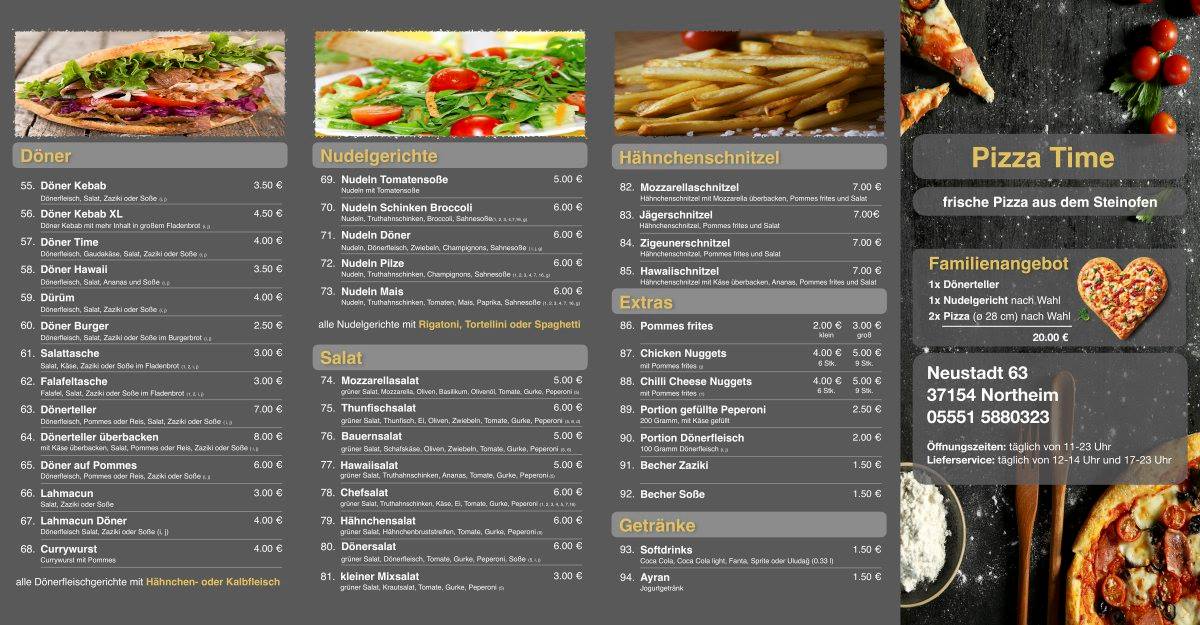 Döner
55. Döner Kebab 3.50 €
Dönerfleisch, Salat, Zaziki oder Soße (i, j)
56. Döner Kebab XL 4.50 €
Döner Kebab mit mehr Inhalt in großem Fladenbrot (i, j)
57. Döner Time 4.00 €
Dönerfleisch, Gaudakäse, Salat, Zaziki oder Soße (i, j)
58. Döner Hawaii 3.50 €
Dönerfleisch, Salat, Ananas und Soße (i, j)
59. Dürüm 4.00 €
Dönerfleisch, Salat, Zaziki oder Soße (i, j)
60. Döner Burger 2.50 €
Dönerfleisch, Salat, Zaziki oder Soße im Burgerbrot (i, j)
61. Salattasche 3.00 €
Salat, Käse, Zaziki oder Soße im Fladenbrot (1, 2, i, j)
62. Falafeltasche 3.00 €
Falafel, Salat, Zaziki oder Soße im Fladenbrot (1, 2, i, j)
63. Dönerteller 7.00 €
Dönerfleisch, Pommes oder Reis, Salat, Zaziki oder Soße (i, j)
64. Dönerteller überbacken 8.00 €
mit Käse überbacken, Salat, Pommes oder Reis, Zaziki oder Soße (i, j)
65. Döner auf Pommes 6.00 €
Dönerfleisch, Pommes oder Reis, Zaziki oder Soße (i, j)
66. Lahmacun 3.00 €
Salat, Zaziki oder Soße
67. Lahmacun Döner 4.00 €
Dönerfleisch Salat, Zaziki oder Soße (i, j)
68. Currywurst 4.00 €
Currywurst mit Pommes
alle Dönerfleischgerichte mit Hähnchen- oder Kalbfleisch
Nudelgerichte
69. Nudeln Tomatensoße 5.00 €
Nudeln mit Tomatensoße
70. Nudeln Schinken Broccoli 6.00 €
Nudeln, Truthahnschinken, Broccoli, Sahnesoße
71. Nudeln Döner 6.00 €
Nudeln, Dönerfleisch, Zwiebeln, Champignons, Sahnesoße
72. Nudeln Pilze 6.00 €
Nudeln, Truthahnschinken, Champignons, Sahnesoße
73. Nudeln Mais 6.00 €
Nudeln, Truthahnschinken, Tomaten, Mais, Paprika, Sahnesoße
alle Nudelgerichte mit Rigatoni, Tortellini oder Spaghetti
Salat
74. Mozzarellasalat 5.00 €
grüner Salat, Mozzarella, Oliven, Basilikum, Olivenöl, Tomate, Gurke, Peperoni
75. Thunfischsalat 6.00 €
grüner Salat, Thunfisch, Ei, Oliven, Zwiebeln, Tomate, Gurke, Peperoni
76. Bauernsalat 5.00 €
grüner Salat, Schafskäse, Oliven, Zwiebeln, Tomate, Gurke, Peperoni
77. Hawaiisalat 5.00 €
grüner Salat, Truthahnschinken, Ananas, Tomate, Gurke, Peperoni
78. Chefsalat 6.00 €
grüner Salat, Truthahnschinken, Käse, Ei, Tomate, Gurke, Peperoni
79. Hähnchensalat 6.00 €
grüner Salat, Hähnchenbruststreifen, Tomate, Gurke, Peperoni
80. Dönersalat 6.00 €
grüner Salat, Dönerfleisch, Tomate, Gurke, Peperoni, Soße
81. kleiner Mixsalat 3.00 €
grüner Salat, Krautsalat, Tomate, Gurke, Peperoni
Hähnchenschnitzel
82. Mozzarellaschnitzel 7.00 €
Hähnchenschnitzel mit Mozzarella überbacken, Pommes frites und Salat
83. Jägerschnitzel 7.00€
Hähnchenschnitzel, Pommes frites und Salat
84. Zigeunerschnitzel 7.00 €
Hähnchenschnitzel, Pommes frites und Salat
85. Hawaiischnitzel 7.00 €
Hähnchenschnitzel mit Käse überbacken, Ananas, Pommes frites und Salat
Extras
86. Pommes frites 2.00 € 3.00 €
klein groß
87. Chicken Nuggets 4.00 € 5.00 €
mit Pommes frites 6 Stk. 9 Stk.
88. Chilli Cheese Nuggets 4.00 € 5.00 €
mit Pommes frites 6 Stk. 9 Stk.
89. Portion gefüllte Peperoni 2.50 €
200 Gramm, mit Käse gefüllt
90. Portion Dönerfleisch 2.00 €
100 Gramm Dönerfleisch (i, j)
91. Becher Zaziki 1.50 €
92. Becher Soße 1.50 €
Getränke
93. Softdrinks 1.50 €
Coca Cola, Coca Cola light, Fanta, Sprite oder Uludağ (0.33 l)
94. Ayran 1.50 €
Jogurtgetränk
Pizza Time
frische Pizza aus dem Steinofen
Familienangebot
1x Dönerteller
1x Nudelgericht nach Wahl
2x Pizza (ø 28 cm) nach Wahl
20.00 €
Neustadt 63
37154 Northeim
05551 5880323
Öffnungszeiten: täglich von 11-23 Uhr
Lieferservice: täglich von 12-14 Uhr und 17-23 Uhr